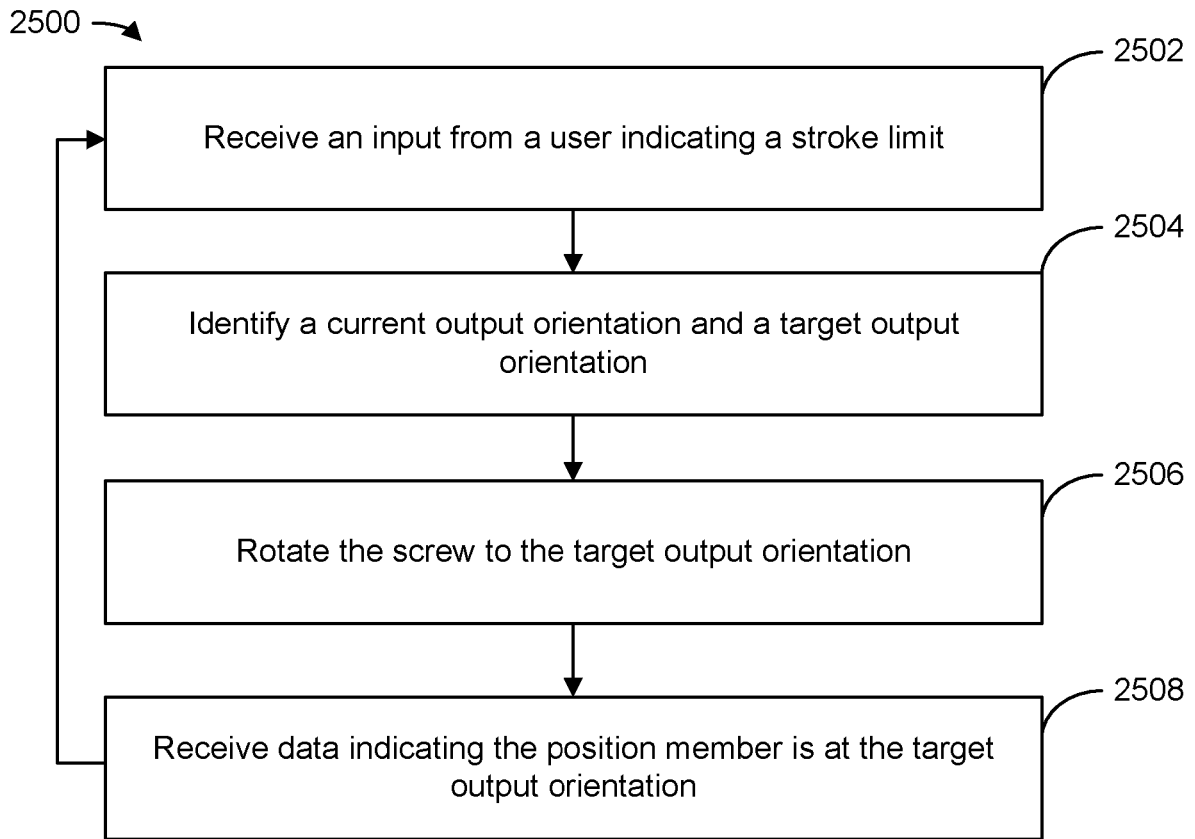 2500
2502
Receive an input from a user indicating a stroke limit
2504
Identify a current output orientation and a target output
orientation
2506
Rotate the screw to the target output orientation
2508
Receive data indicating the position member is at the target
output orientation